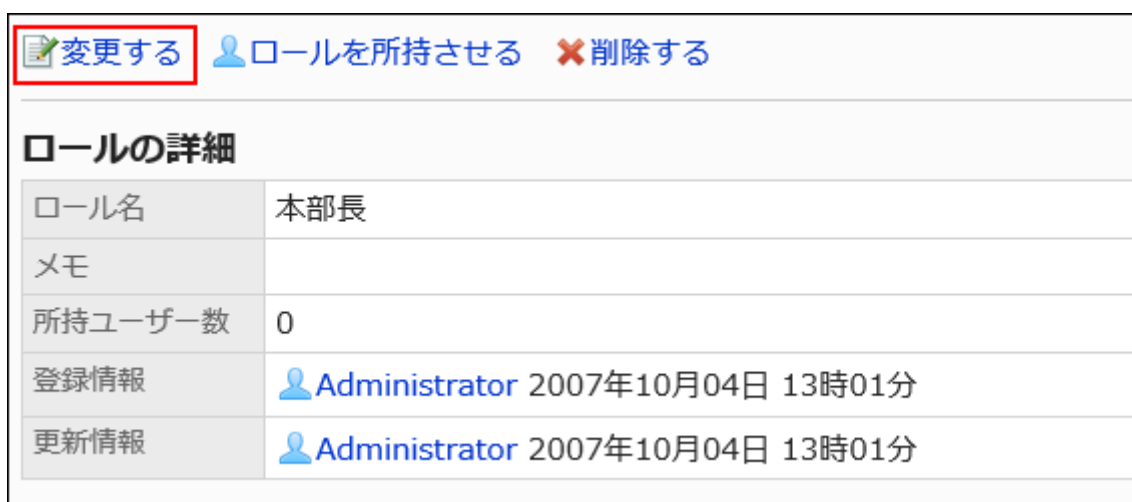 変更する ロールを所持させる 削除する
ロールの詳細
ロール名 本部長
メモ
所持ユーザー数 0
登録情報 Administrator 2007年10月04日 13時01分
更新情報 Administrator 2007年10月04日 13時01分